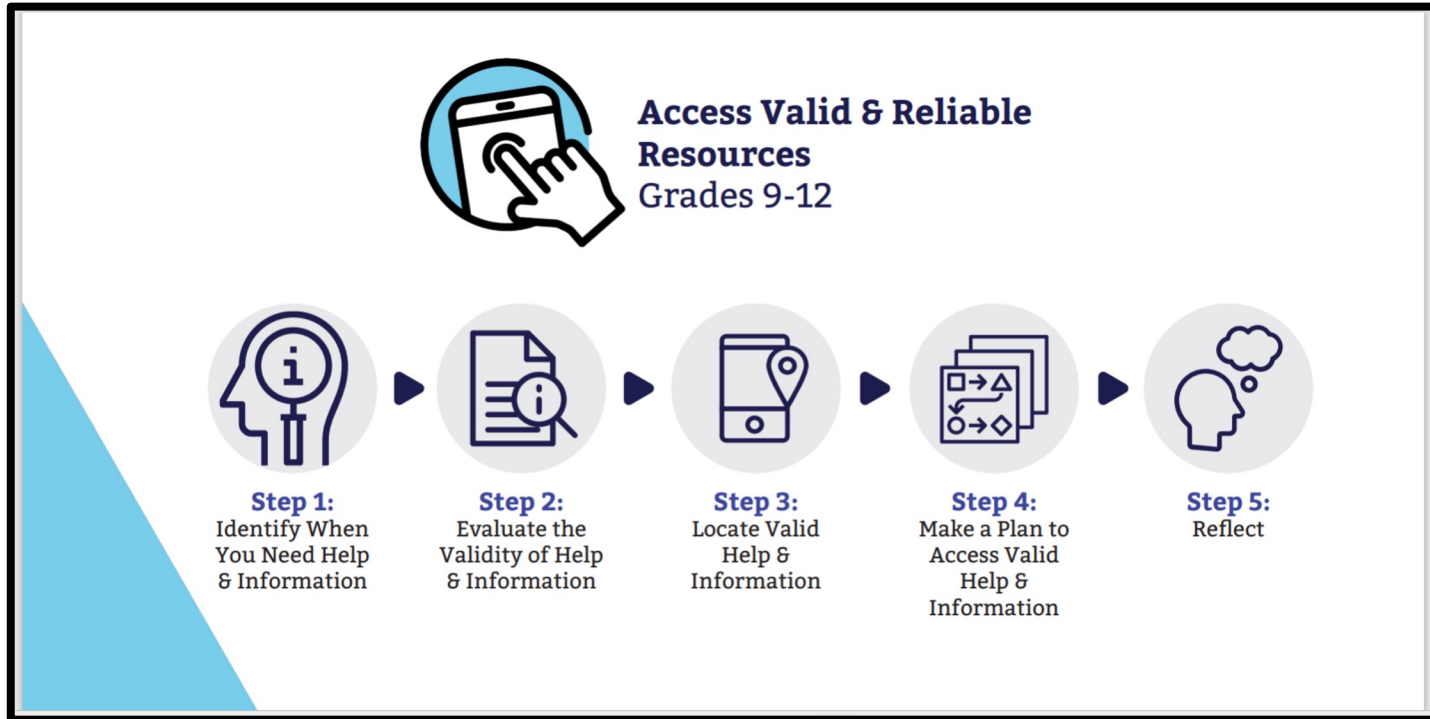 Access Valid & Reliable
Resources
Grades 9-12
Step 1:
Identify When
You Need Help
& Information
Step 2:
Evaluate the
Validity of Help
& Information
Step 3:
Locate Valid
Help &
Information
Step 4:
Make a Plan to
Access Valid
Help &
Information
Step 5:
Reflect